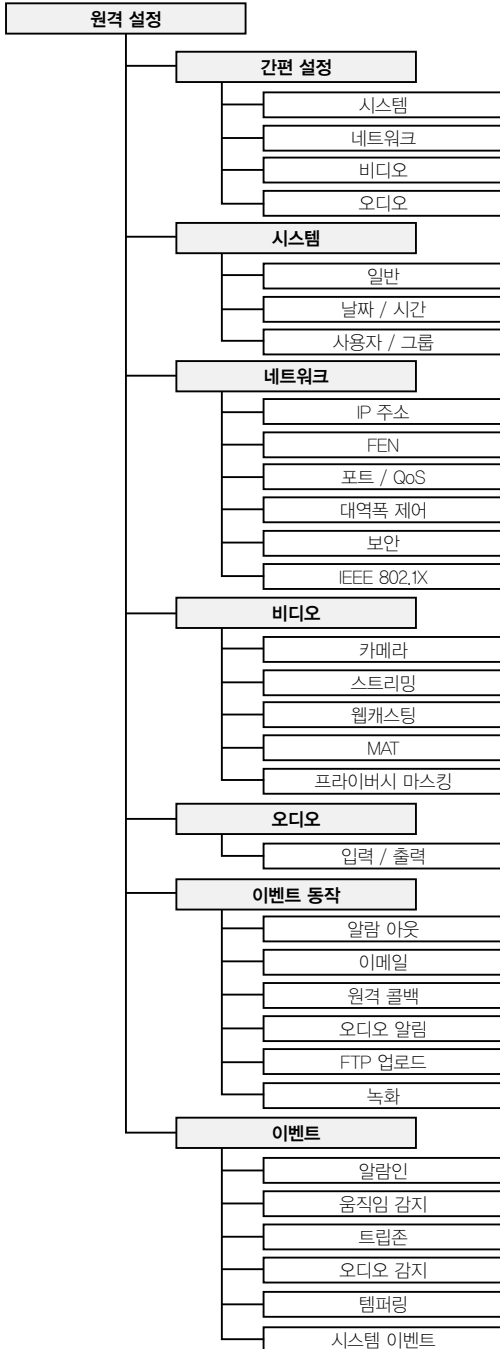 원격 설정
간편 설정
시스템
네트워크
비디오
오디오
시스템
일반
날짜 / 시간
사용자 / 그룹
네트워크
IP 주소
FEN
포트 / QoS
대역폭 제어
보안
IEEE 802.1X
비디오
카메라
스트리밍
웹캐스팅
MAT
프라이버시 마스킹
오디오
입력 / 출력
이벤트 동작
알람 아웃
이메일
원격 콜백
오디오 알림
FTP 업로드
녹화
이벤트
알람인
움직임 감지
트립존
오디오 감지
템퍼링
시스템 이벤트